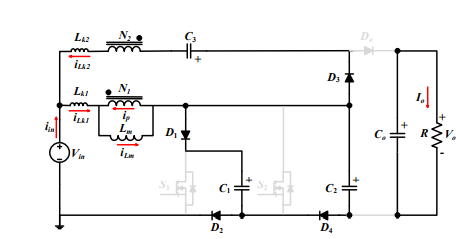 Lk2 N2 C3 Do
+
iLk2
D3
Lk1 N1 Io
iLk1 ip
iin Lm D1 Co + R + Vo
Vin iLm
S1 C1 + S2 C2 + -
D2 D4